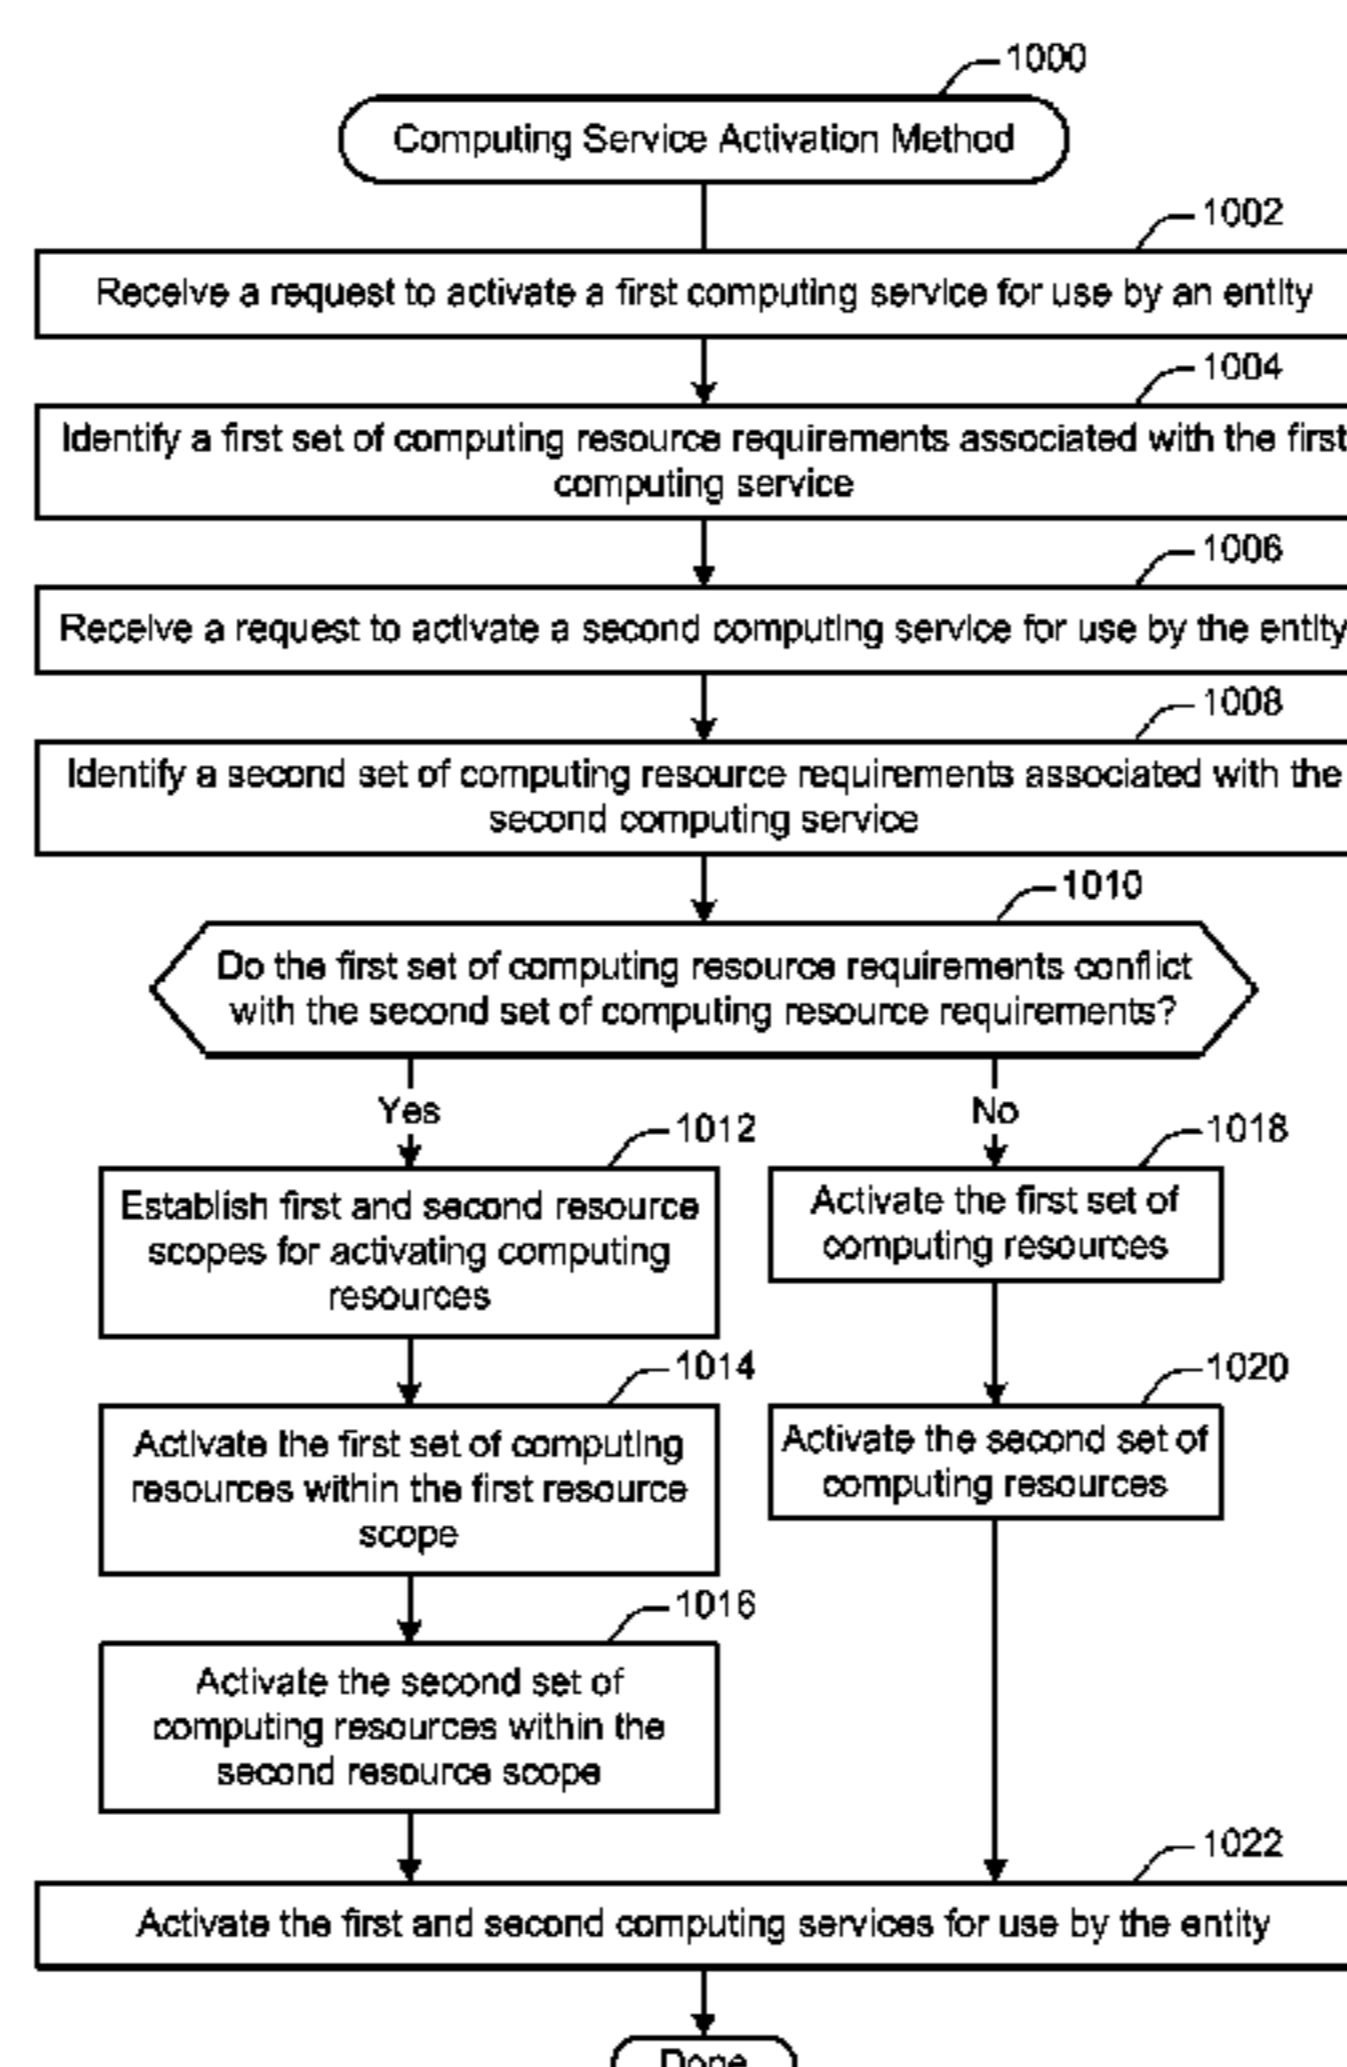 1000
Computing Service Activation Method
1002
Receive a request to activate a first computing service for use by an entity
1004
Identify a first set of computing resource requirements associated with the first
computing service
1006
Receive a request to activate a second computing service for use by the entity
1008
Identify a second set of computing resource requirements associated with the
second computing service
1010
Do the first set of computing resource requirements conflict
with the second set of computing resource requirements?
Yes
No
1012
Establish first and second resource
scopes for activating computing
resources
1018
Activate the first set of
computing resources
1014
Activate the first set of computing
resources within the first resource
scope
1020
Activate the second set of
computing resources
1016
Activate the second set of
computing resources within the
second resource scope
1022
Activate the first and second computing services for use by the entity
Done